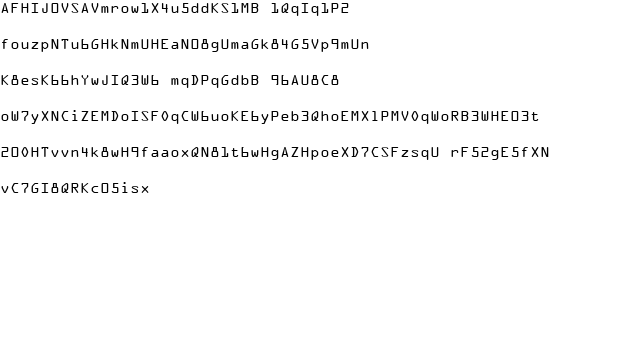 AFHIJOVSAVmrow1X4u5ddKS1MB 1QqIq1P2
fouzpNTu6GHkNmUHEaNO8gUmaGk84G5Vp9mUn
K8esK66hYwJIQ3W6 mqDPqGdbB 96AU8C8
oW7yXNCiZEMDoISF0qCW6uoKE6yPeb3QhoEMX1PMV0qWoRB3WHEO3t
2O0HTvvn4k8wH9faaoxQN81t6wHgAZHpoeXD7CSFzsqU rF52gE5fXN
vC7GI8QRKcO5isx